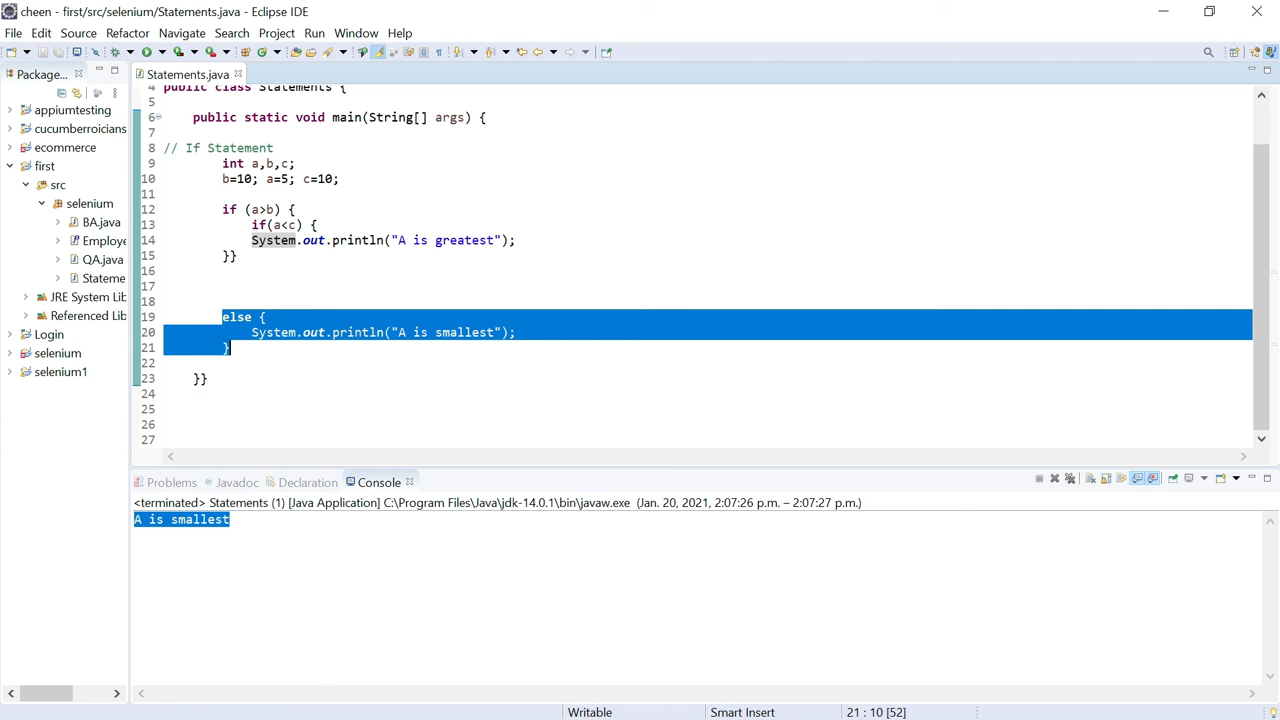 cheen - first/src/selenium/Statements.java - Eclipse IDE
File Edit Source Refactor Navigate Search Project Run Window Help
Package...
Statements.java
appiumtesting
cucumberroicians
ecommerce
first
src
selenium
BA.java
Employe
QA.java
Stateme
JRE System Lib
Referenced Lib
Login
selenium
selenium1
4 public class Statements {
5
6 public static void main(String[] args) {
7
8 // If Statement
9 int a,b,c;
10 b=10; a=5; c=10;
11
12 if (a>b) {
13 if(a<c) {
14 System.out.println("A is greatest");
15 }}
16
17
18
19 else {
20 System.out.println("A is smallest");
21 }
22
23 }}
24
25
26
27
Problems Javadoc Declaration Console
<terminated> Statements (1) [Java Application] C:\Program Files\Java\jdk-14.0.1\bin\javaw.exe (Jan. 20, 2021, 2:07:26 p.m. – 2:07:27 p.m.)
A is smallest
Writable Smart Insert 21 : 10 [52]